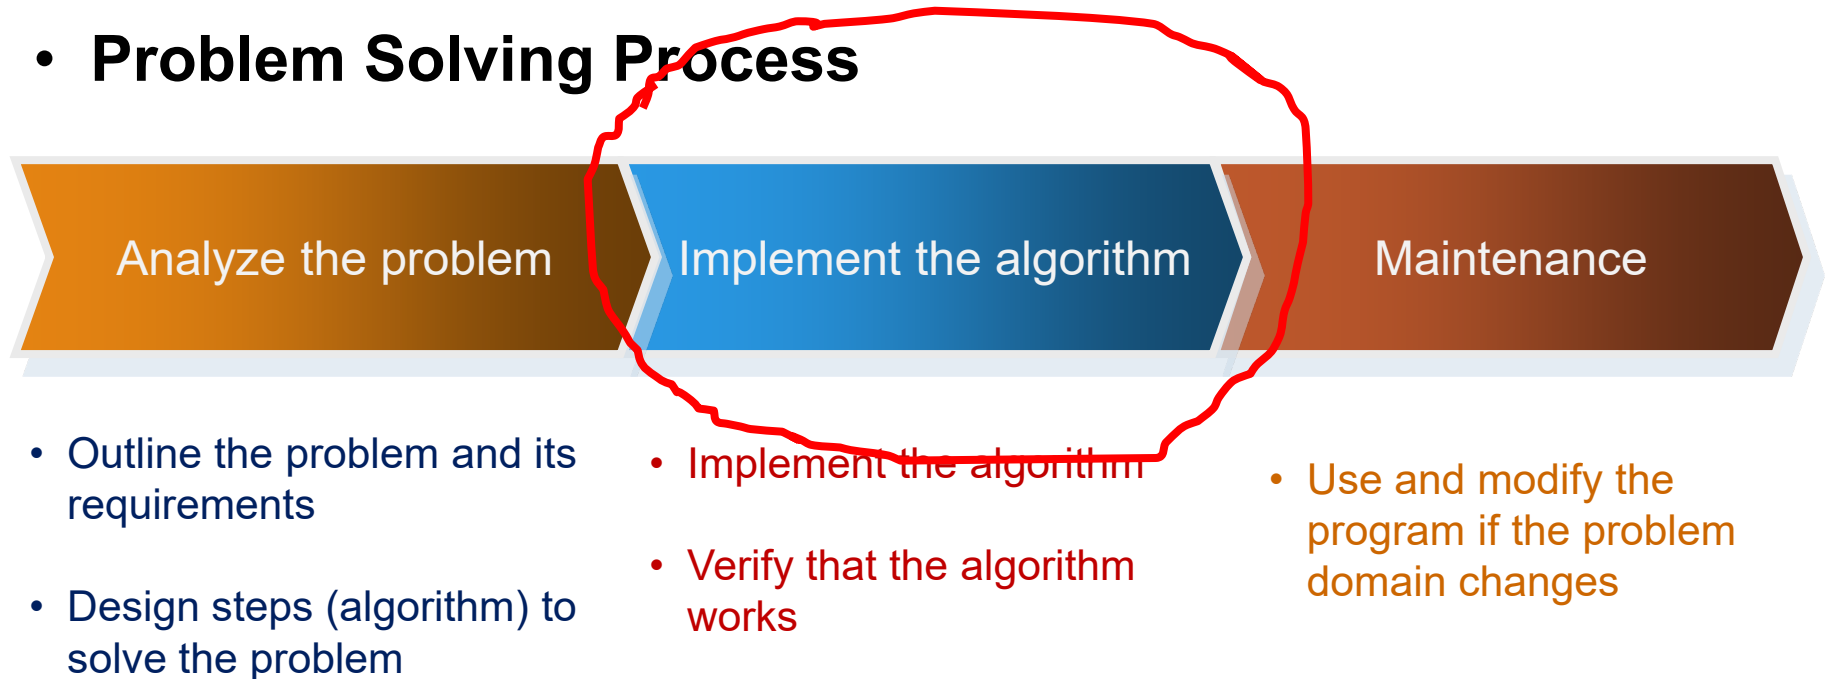 • Problem Solving Process
Analyze the problem
Implement the algorithm
Maintenance
• Outline the problem and its
requirements
• Design steps (algorithm) to
solve the problem
• Implement the algorithm
• Verify that the algorithm
works
• Use and modify the
program if the problem
domain changes